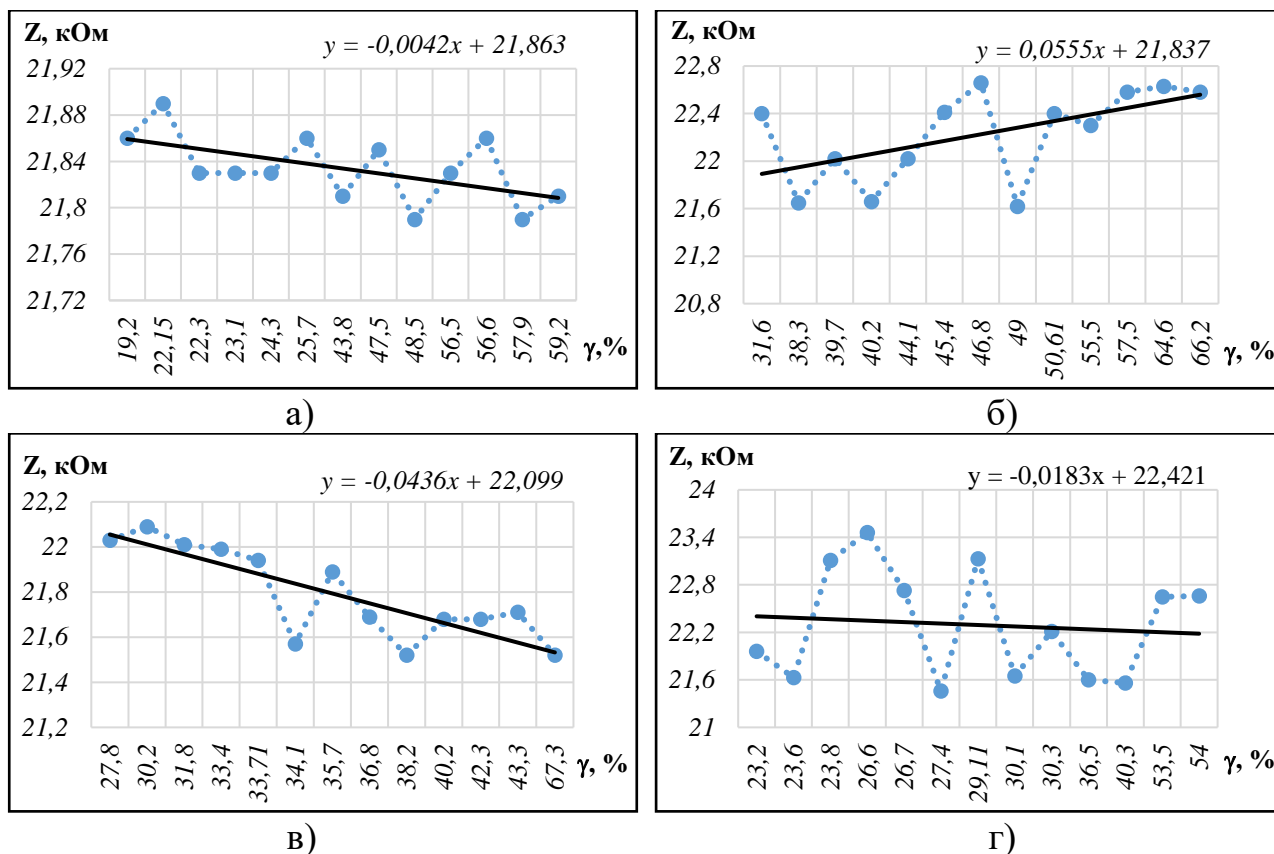 Z, кОм
y = -0,0042x + 21,863
21,92
21,88
21,84
21,8
21,76
21,72
19,2 22,15 22,3 23,1 24,3 25,7 43,8 47,5 48,5 56,5 56,6 57,9 59,2 γ,%
а)
Z, кОм
y = 0,0555x + 21,837
22,8
22,4
22
21,6
21,2
20,8
31,6 38,3 39,7 40,2 44,1 45,4 46,8 49 50,61 55,5 57,5 64,6 66,2 γ, %
б)
Z, кОм
y = -0,0436x + 22,099
22,2
22
21,8
21,6
21,4
21,2
27,8 30,2 31,8 33,4 33,71 34,1 35,7 36,8 38,2 40,2 42,3 43,3 67,3 γ, %
в)
Z, кОм
y = -0,0183x + 22,421
24
23,4
22,8
22,2
21,6
21
23,2 23,6 23,8 26,6 26,7 27,4 29,11 30,1 30,3 36,5 40,3 53,5 54 γ, %
г)